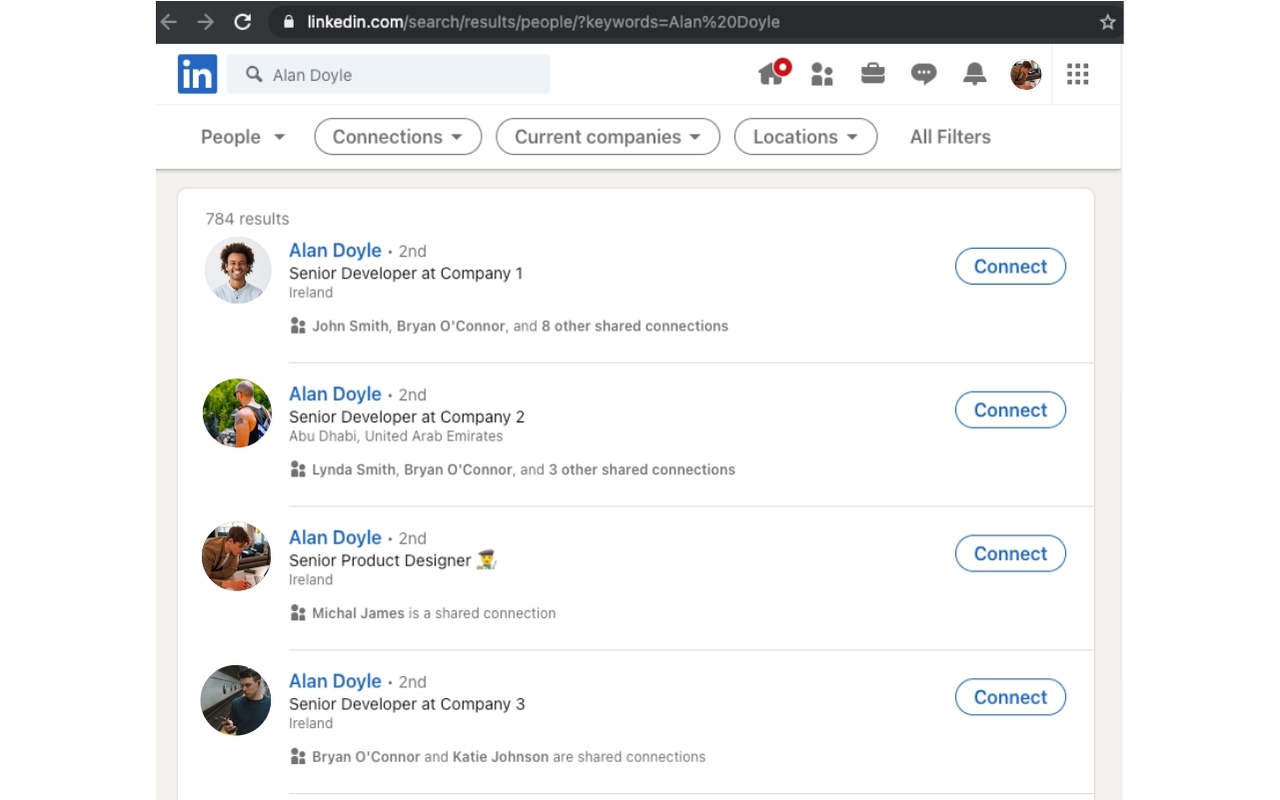 linkedin.com/search/results/people/?keywords=Alan%20Doyle
in Alan Doyle
People Connections Current companies Locations All Filters
784 results
Alan Doyle • 2nd
Senior Developer at Company 1
Ireland
Connect
John Smith, Bryan O'Connor, and 8 other shared connections
Alan Doyle • 2nd
Senior Developer at Company 2
Abu Dhabi, United Arab Emirates
Connect
Lynda Smith, Bryan O'Connor, and 3 other shared connections
Alan Doyle • 2nd
Senior Product Designer 👨‍🎨
Ireland
Connect
Michal James is a shared connection
Alan Doyle • 2nd
Senior Developer at Company 3
Ireland
Connect
Bryan O'Connor and Katie Johnson are shared connections